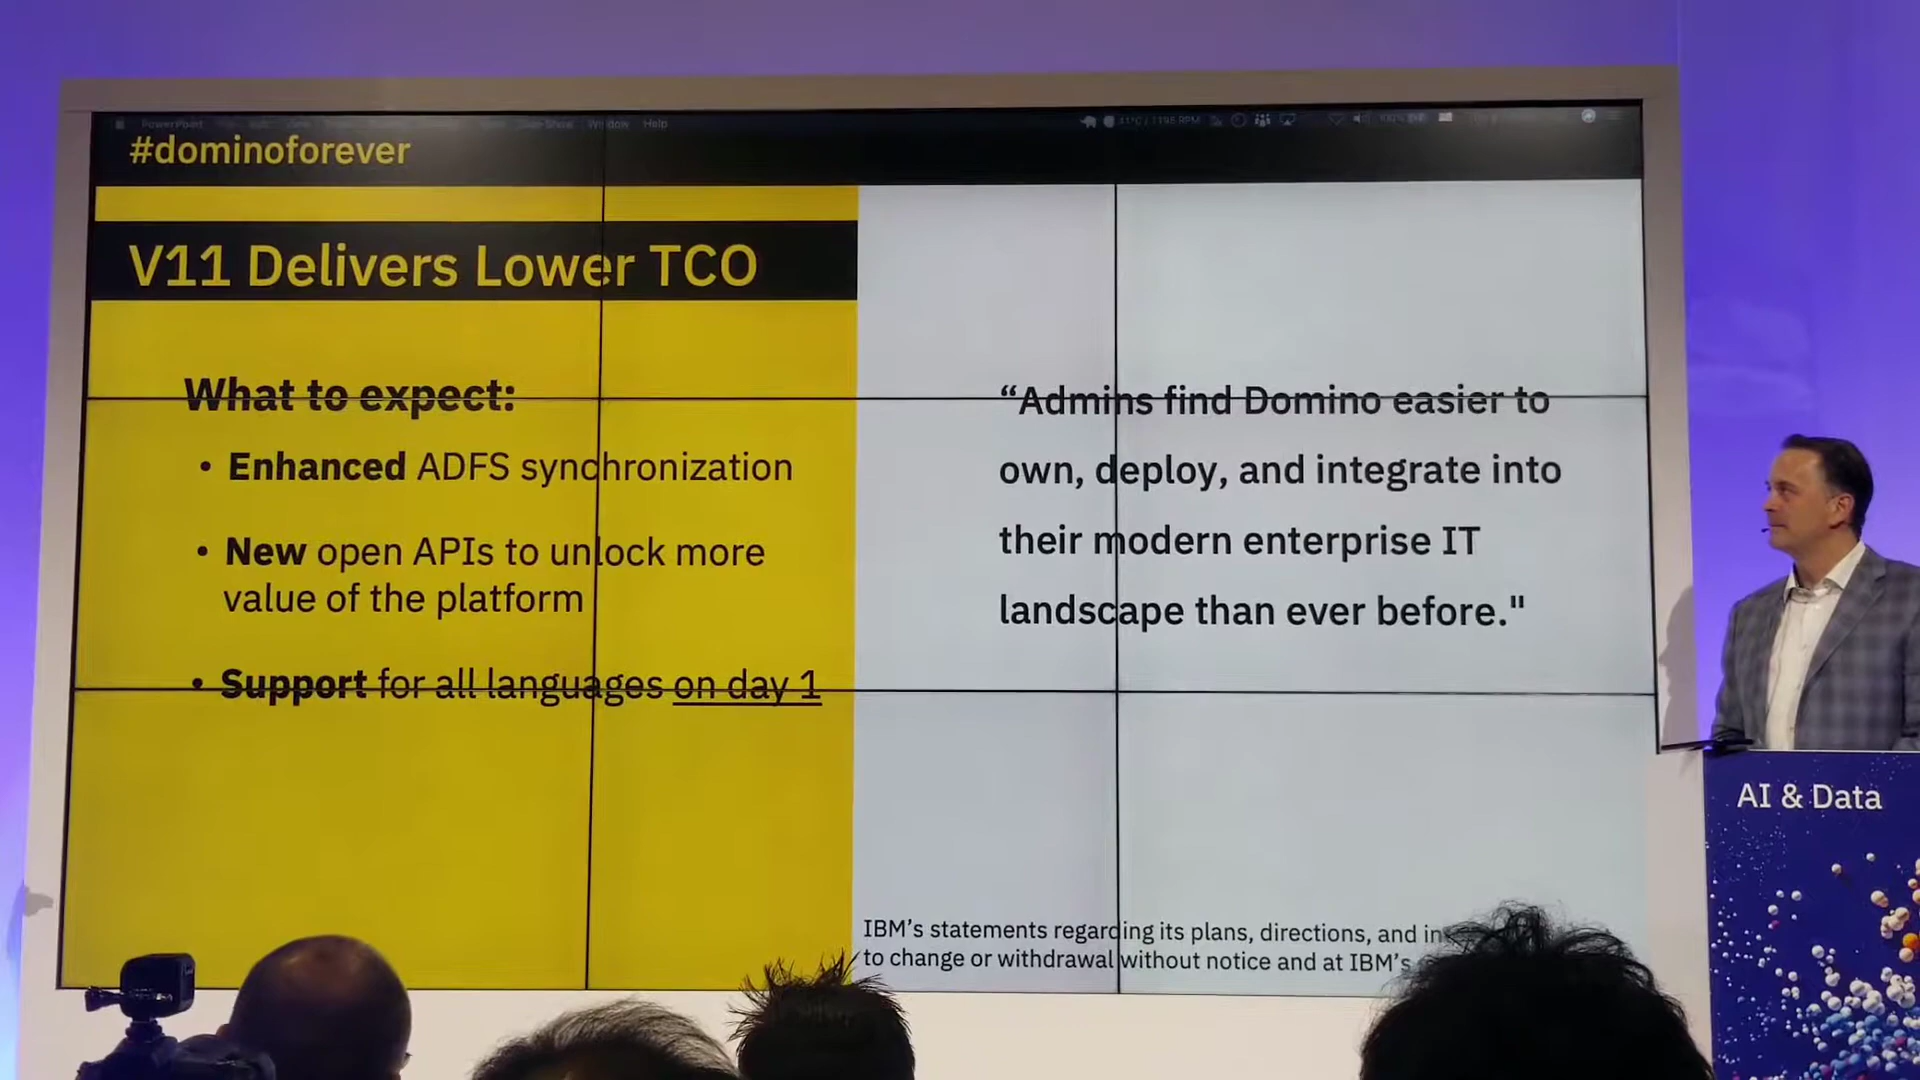 PowerPoint
Window Help
#dominoforever
V11 Delivers Lower TCO
What to expect:
• Enhanced ADFS synchronization
• New open APIs to unlock more
value of the platform
• Support for all languages on day 1
“Admins find Domino easier to
own, deploy, and integrate into
their modern enterprise IT
landscape than ever before."
IBM’s statements regarding its plans, directions, and
to change or withdrawal without notice and at IBM’s
AI & Data